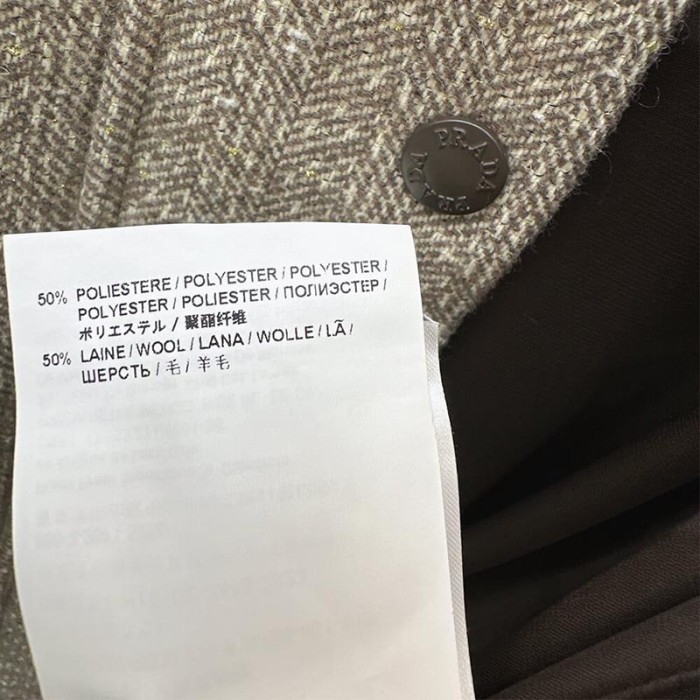 PRADA
PRADA
50% POLIESTERE / POLYESTER / POLYESTER /
POLYESTER / POLIESTER / ПОЛИЭСТЕР /
ポリエステル / 聚酯纤维
50% LAINE / WOOL / LANA / WOLLE / LÃ /
ШЕРСТЬ / 毛 / 羊毛